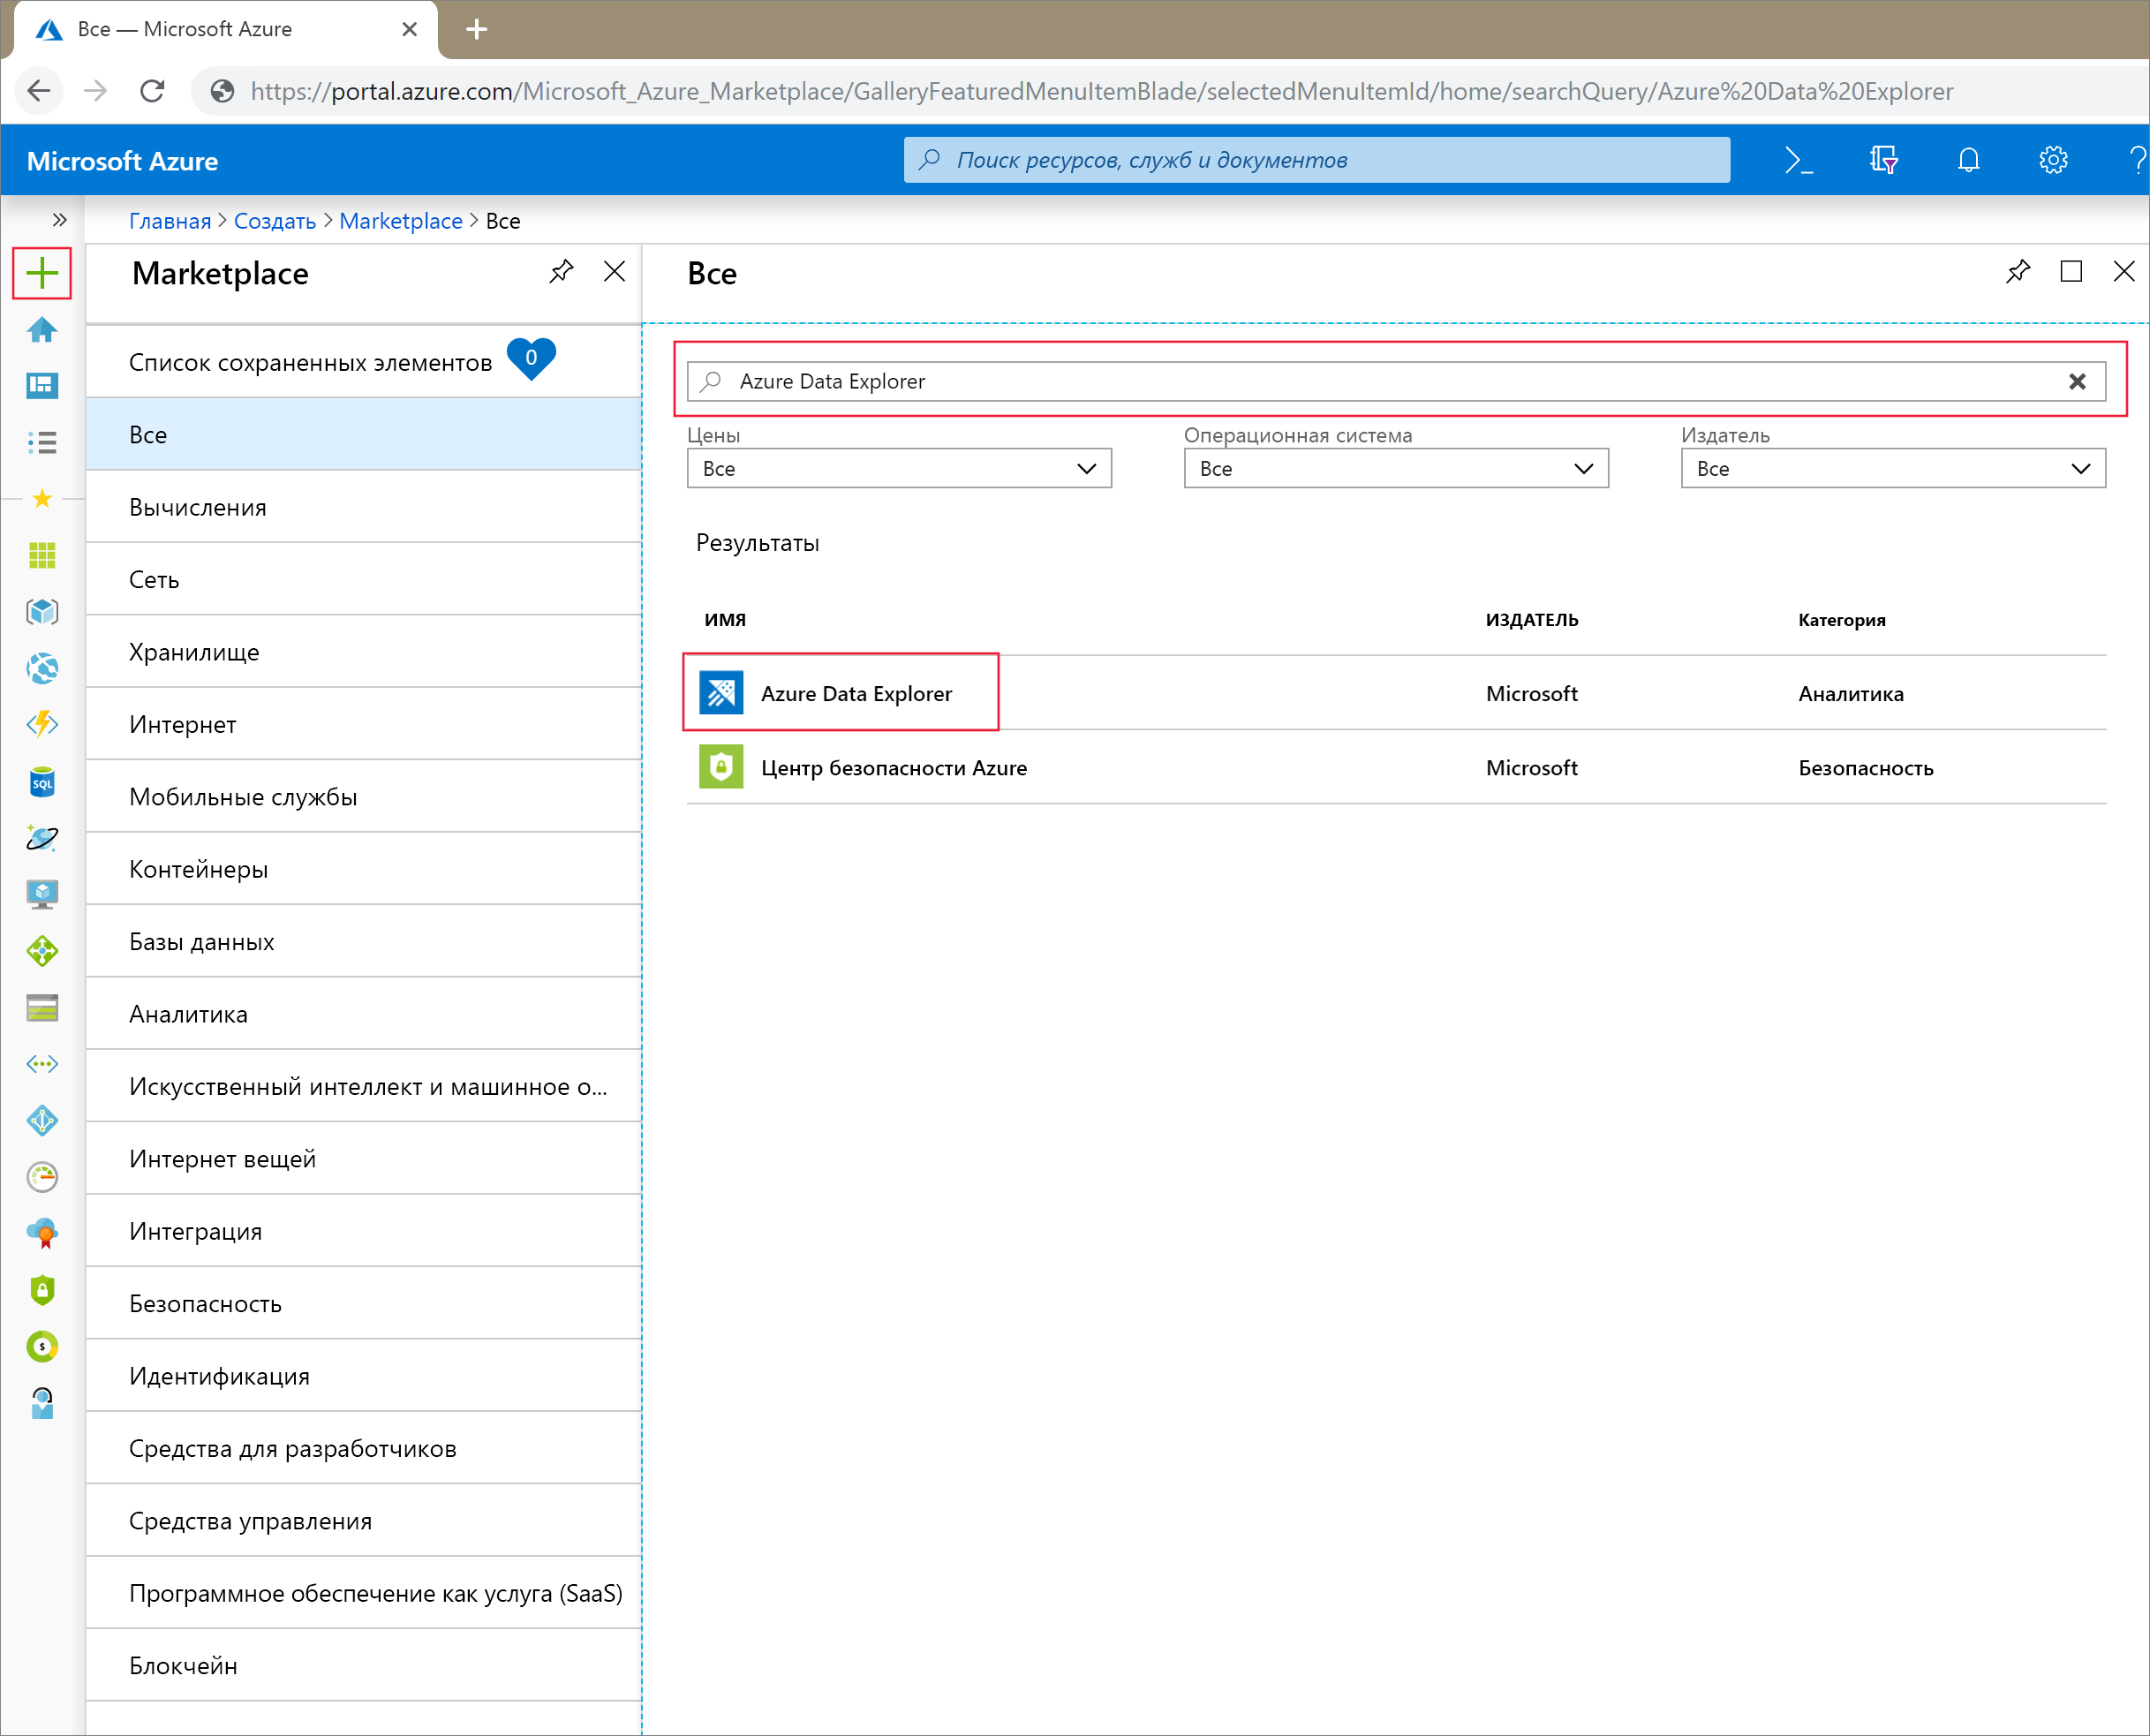 Все — Microsoft Azure
https://portal.azure.com/Microsoft_Azure_Marketplace/GalleryFeaturedMenuItemBlade/selectedMenuItemId/home/searchQuery/Azure%20Data%20Explorer
Microsoft Azure
Поиск ресурсов, служб и документов
Главная > Создать > Marketplace > Все
Marketplace
Список сохраненных элементов 0
Все
Вычисления
Сеть
Хранилище
Интернет
Мобильные службы
Контейнеры
Базы данных
Аналитика
Искусственный интеллект и машинное о...
Интернет вещей
Интеграция
Безопасность
Идентификация
Средства для разработчиков
Средства управления
Программное обеспечение как услуга (SaaS)
Блокчейн
Все
Azure Data Explorer
Цены Операционная система Издатель
Все Все Все
Результаты
ИМЯ ИЗДАТЕЛЬ Категория
Azure Data Explorer Microsoft Аналитика
Центр безопасности Azure Microsoft Безопасность
SQL
$